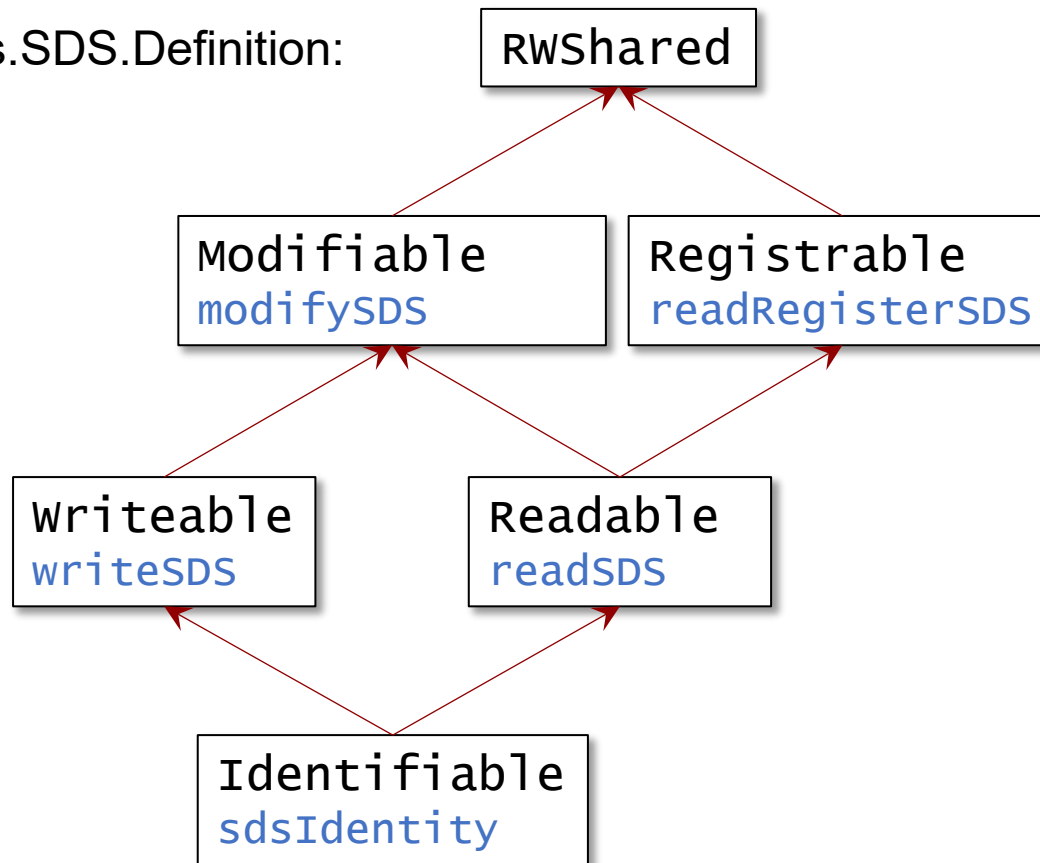 s.SDS.Definition:
RWShared
Modifiable
modifySDS
Registrable
readRegisterSDS
Writeable
writeSDS
Readable
readSDS
Identifiable
sdsIdentity